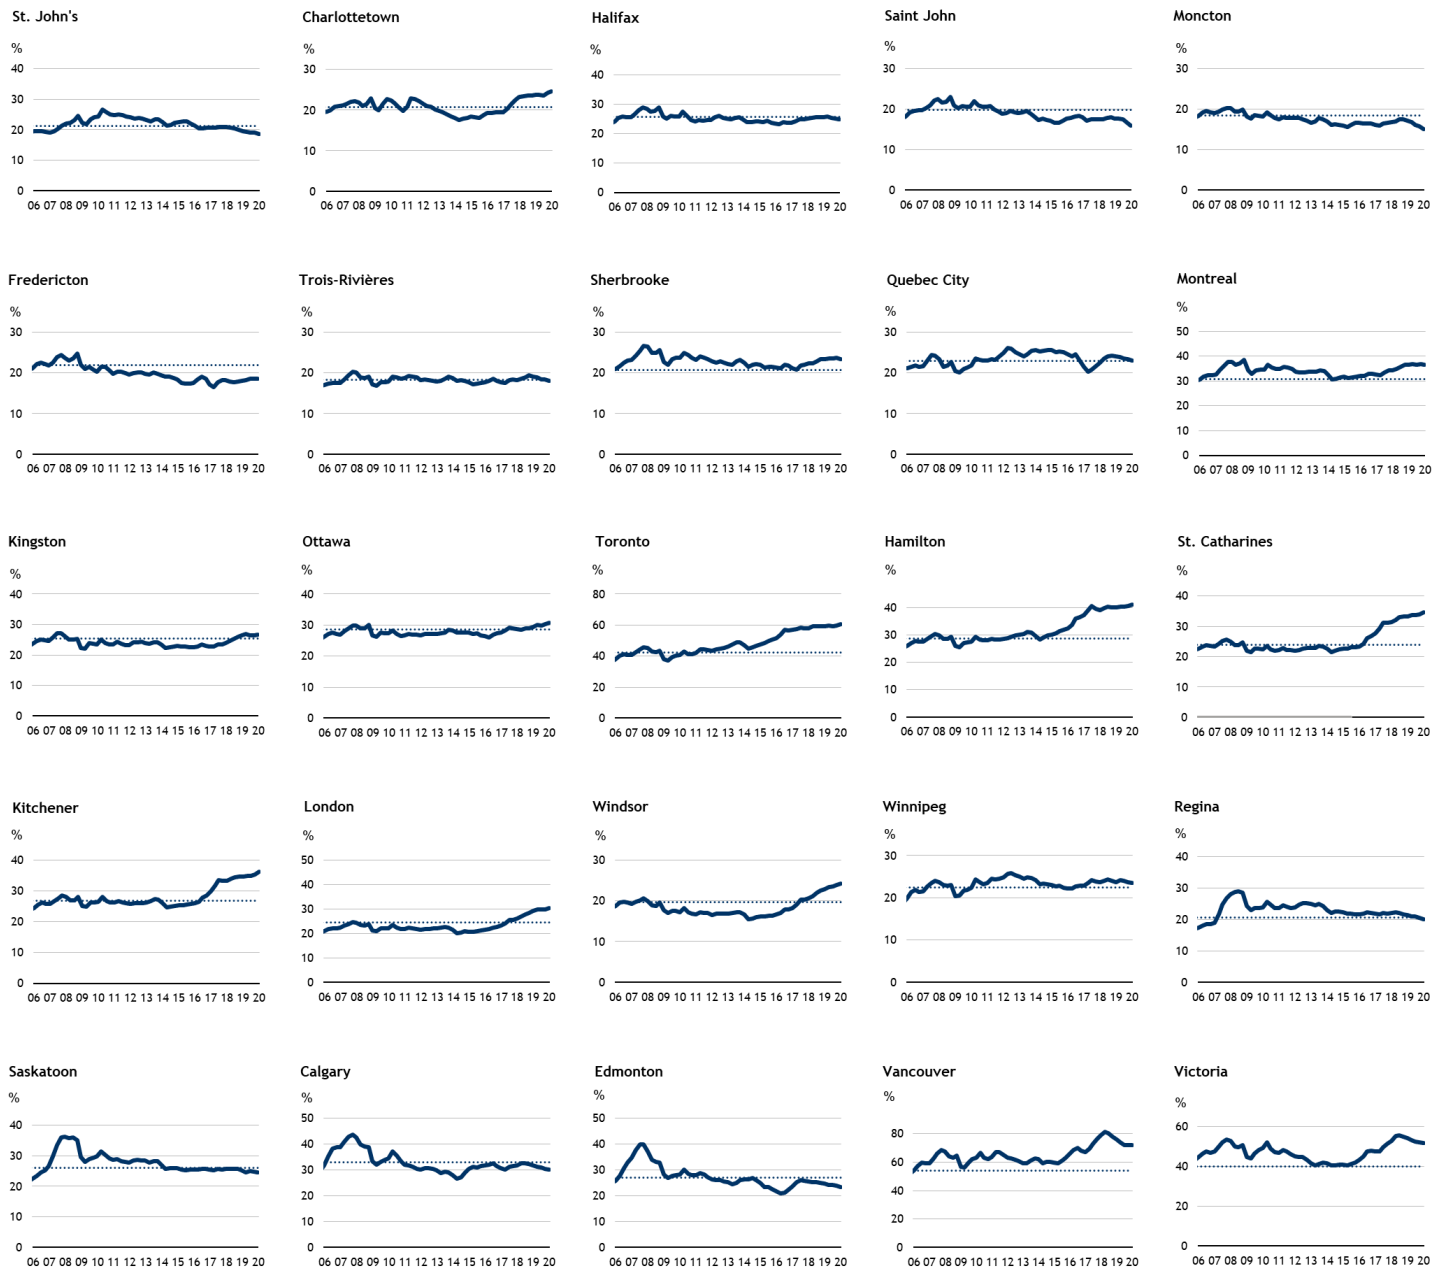 St. John's
%
40
30
20
10
0
06 07 08 09 10 11 12 13 14 15 16 17 18 19 20
Charlottetown
%
30
20
10
0
06 07 08 09 10 11 12 13 14 15 16 17 18 19 20
Halifax
%
40
30
20
10
0
06 07 08 09 10 11 12 13 14 15 16 17 18 19 20
Saint John
%
30
20
10
0
06 07 08 09 10 11 12 13 14 15 16 17 18 19 20
Moncton
%
30
20
10
0
06 07 08 09 10 11 12 13 14 15 16 17 18 19 20
Fredericton
%
30
20
10
0
06 07 08 09 10 11 12 13 14 15 16 17 18 19 20
Trois-Rivières
%
30
20
10
0
06 07 08 09 10 11 12 13 14 15 16 17 18 19 20
Sherbrooke
%
30
20
10
0
06 07 08 09 10 11 12 13 14 15 16 17 18 19 20
Quebec City
%
30
20
10
0
06 07 08 09 10 11 12 13 14 15 16 17 18 19 20
Montreal
%
50
40
30
20
10
0
06 07 08 09 10 11 12 13 14 15 16 17 18 19 20
Kingston
%
40
30
20
10
0
06 07 08 09 10 11 12 13 14 15 16 17 18 19 20
Ottawa
%
40
30
20
10
0
06 07 08 09 10 11 12 13 14 15 16 17 18 19 20
Toronto
%
80
60
40
20
0
06 07 08 09 10 11 12 13 14 15 16 17 18 19 20
Hamilton
%
40
30
20
10
0
06 07 08 09 10 11 12 13 14 15 16 17 18 19 20
St. Catharines
%
40
30
20
10
0
06 07 08 09 10 11 12 13 14 15 16 17 18 19 20
Kitchener
%
40
30
20
10
0
06 07 08 09 10 11 12 13 14 15 16 17 18 19 20
London
%
50
40
30
20
10
0
06 07 08 09 10 11 12 13 14 15 16 17 18 19 20
Windsor
%
30
20
10
0
06 07 08 09 10 11 12 13 14 15 16 17 18 19 20
Winnipeg
%
30
20
10
0
06 07 08 09 10 11 12 13 14 15 16 17 18 19 20
Regina
%
40
30
20
10
0
06 07 08 09 10 11 12 13 14 15 16 17 18 19 20
Saskatoon
%
40
30
20
10
0
06 07 08 09 10 11 12 13 14 15 16 17 18 19 20
Calgary
%
50
40
30
20
10
0
06 07 08 09 10 11 12 13 14 15 16 17 18 19 20
Edmonton
%
50
40
30
20
10
0
06 07 08 09 10 11 12 13 14 15 16 17 18 19 20
Vancouver
%
80
60
40
20
0
06 07 08 09 10 11 12 13 14 15 16 17 18 19 20
Victoria
%
60
40
20
0
06 07 08 09 10 11 12 13 14 15 16 17 18 19 20